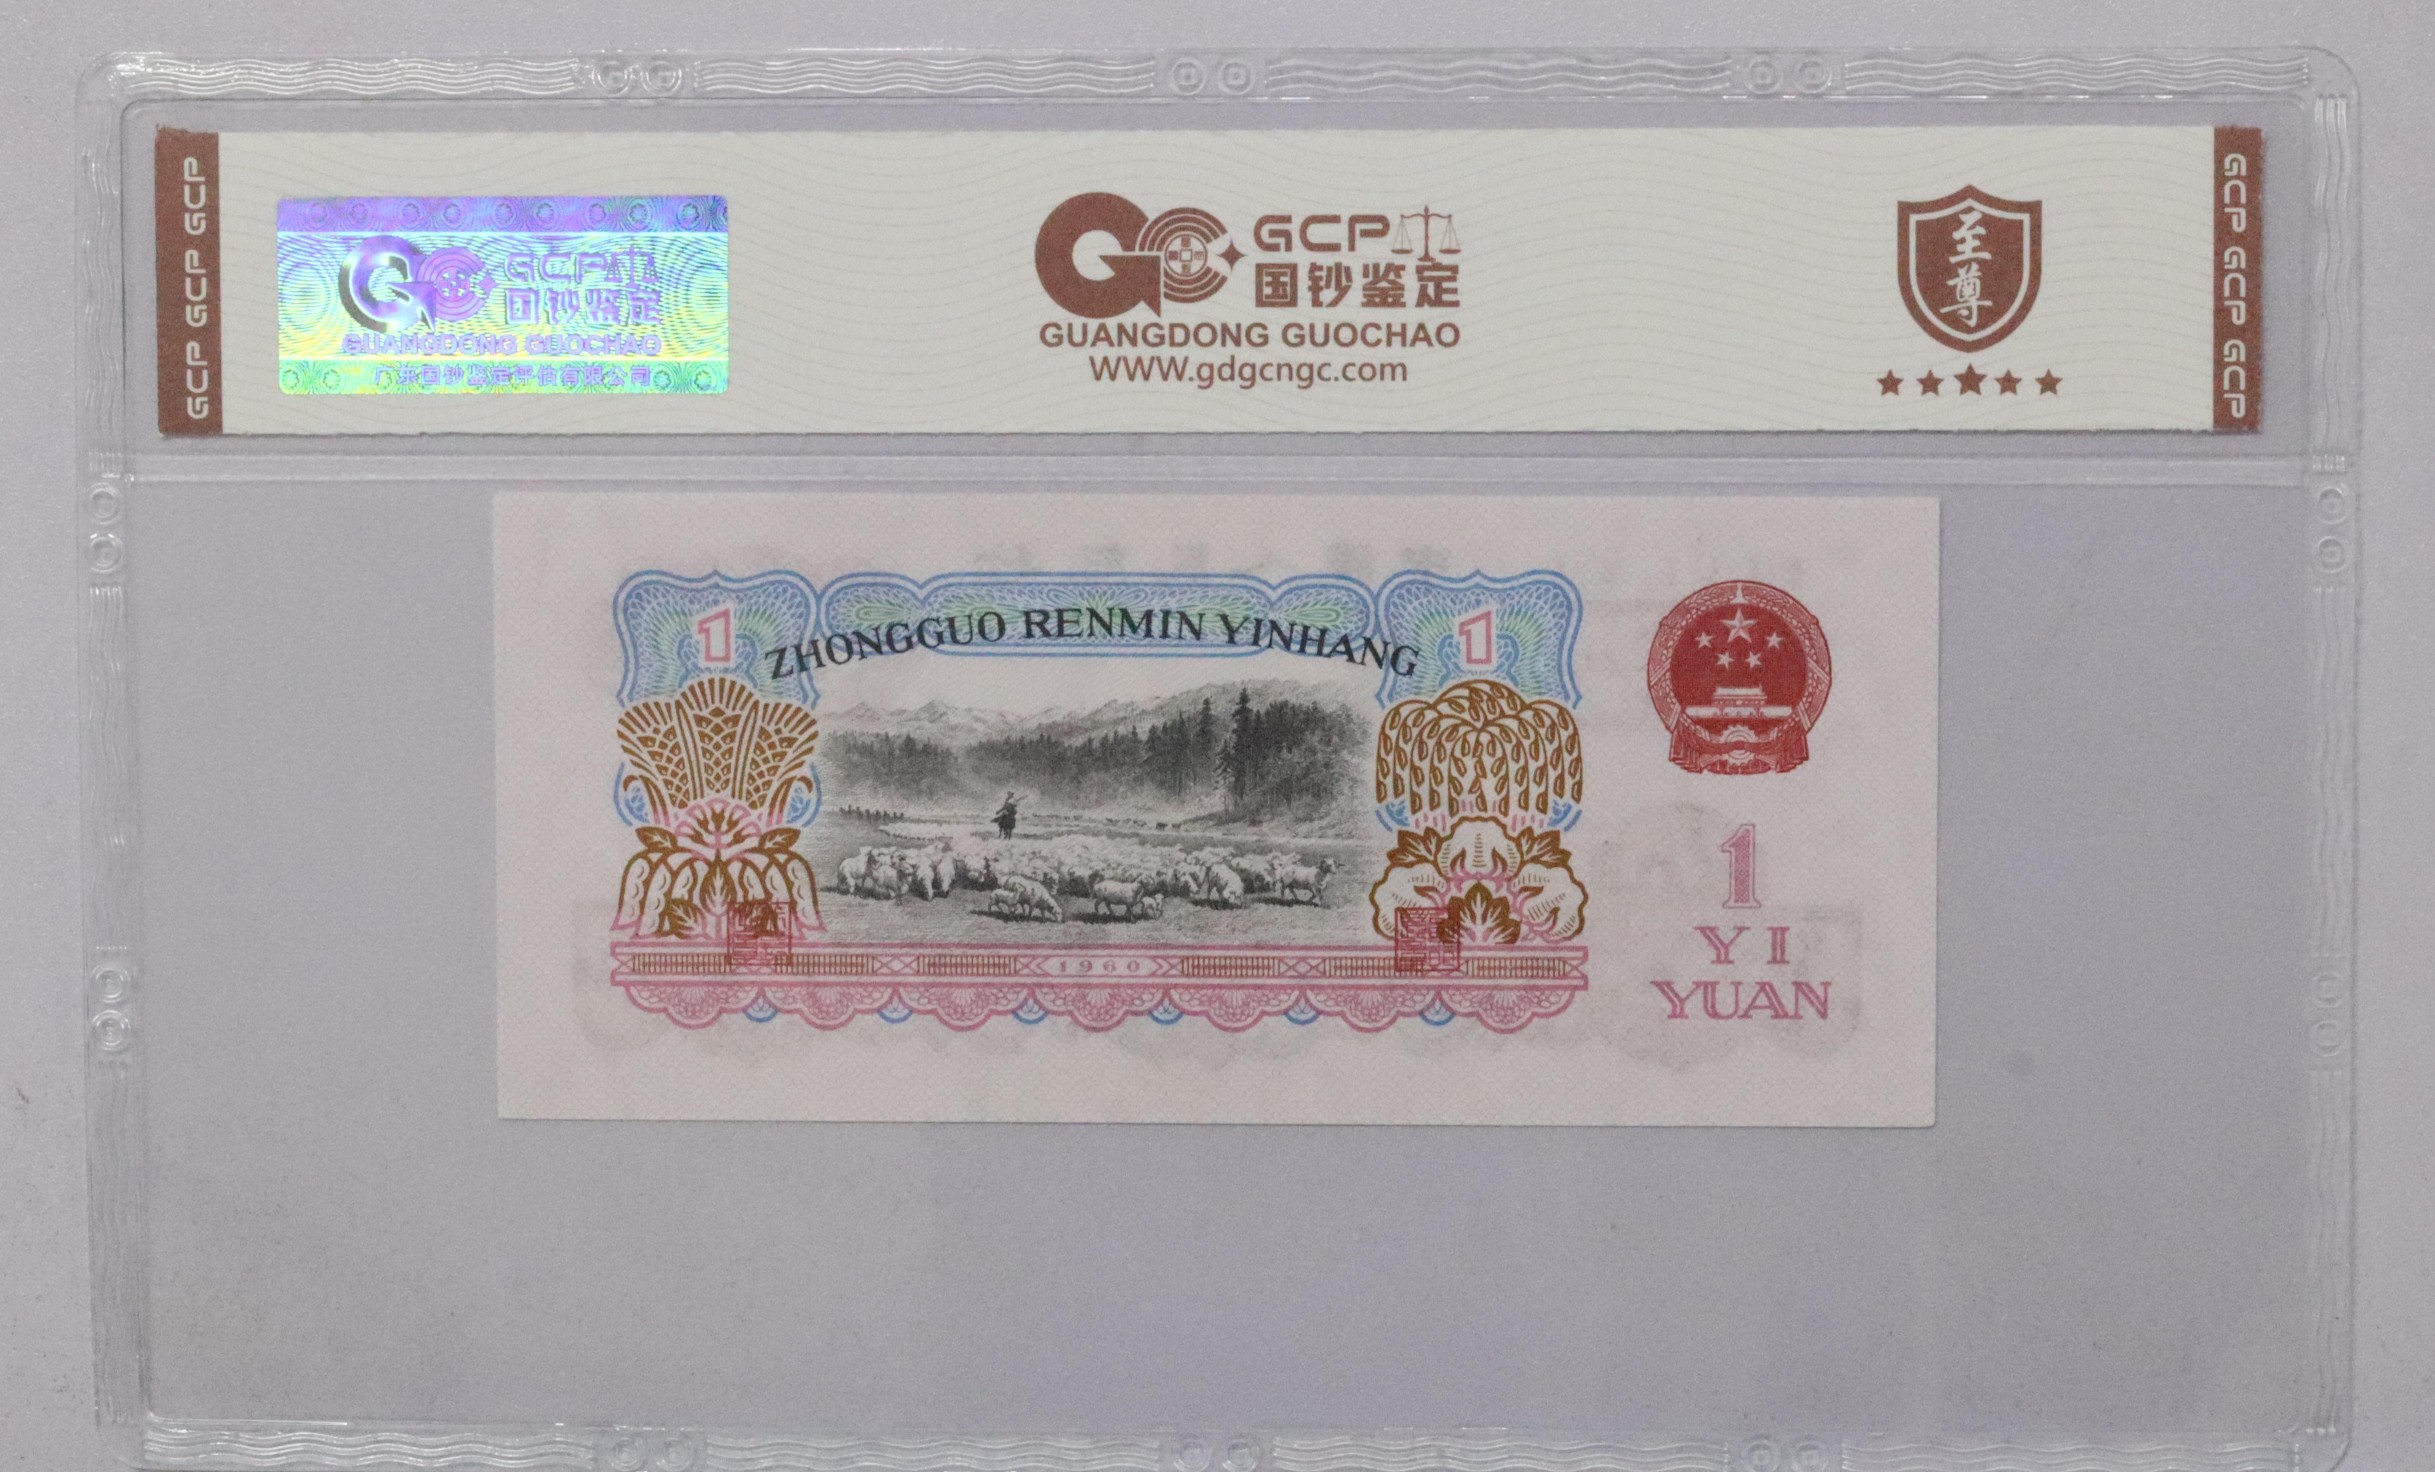 GCP GCP GCP
GCP
国钞鉴定
GUANGDONG GUOCHAO
广东国钞鉴定评估有限公司
GCP
国钞鉴定
GUANGDONG GUOCHAO
WWW.gdgcngc.com
至尊
GCP GCP GCP
1
ZHONGGUO RENMIN YINHANG
1
1960
1
YI
YUAN